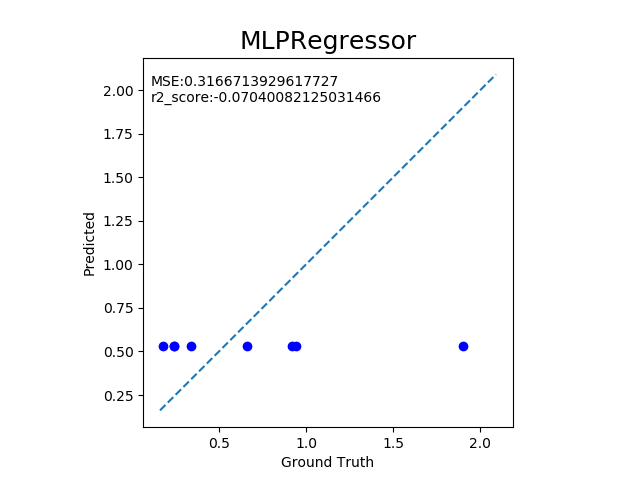 MLPRegressor
MSE:0.3166713929617727
r2_score:-0.07040082125031466
2.00
1.75
1.50
1.25
1.00
0.75
0.50
0.25
Predicted
0.5 1.0 1.5 2.0
Ground Truth